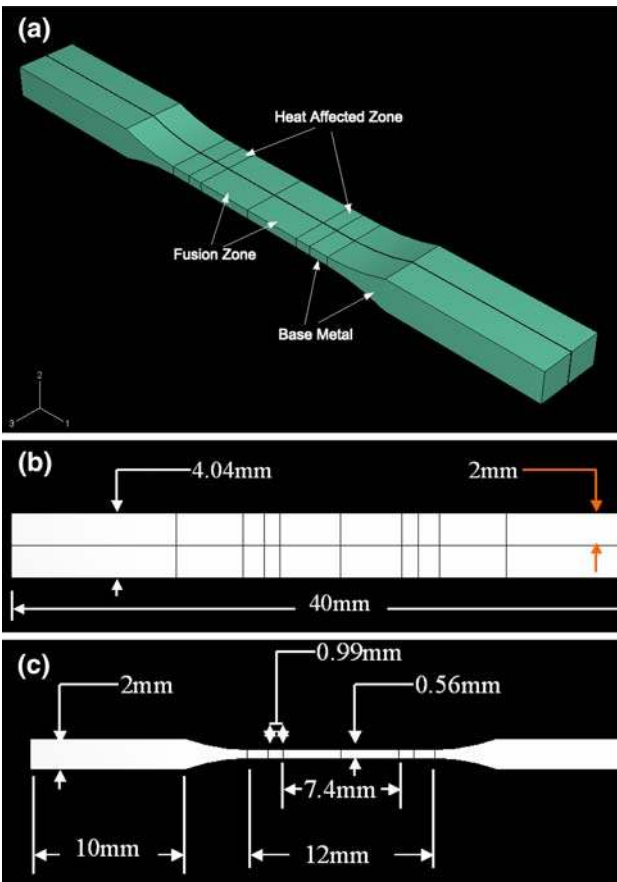 (a)
Heat Affected Zone
Fusion Zone
Base Metal
2
3
1
(b)
4.04mm
2mm
40mm
(c)
0.99mm
2mm
0.56mm
7.4mm
10mm
12mm